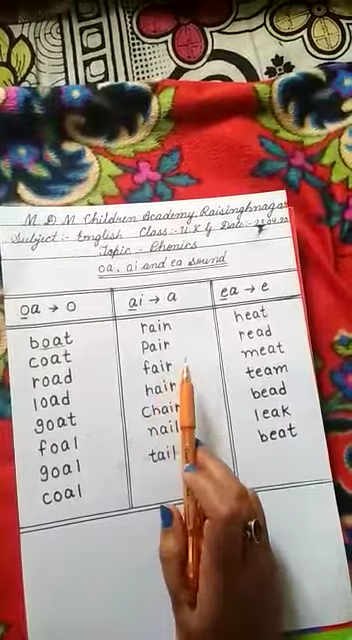 M. D. M Children Academy, Raisinghnagar
Subject:- English Class:- U.K.G Date:- 23.04.20
Topic - Phonics
oa, ai and ea sound
oa → o ai → a ea → e
boat rain heat
coat Pair read
road fair meat
load hair team
goat Chair bead
foal nail leak
goal tail beat
coal